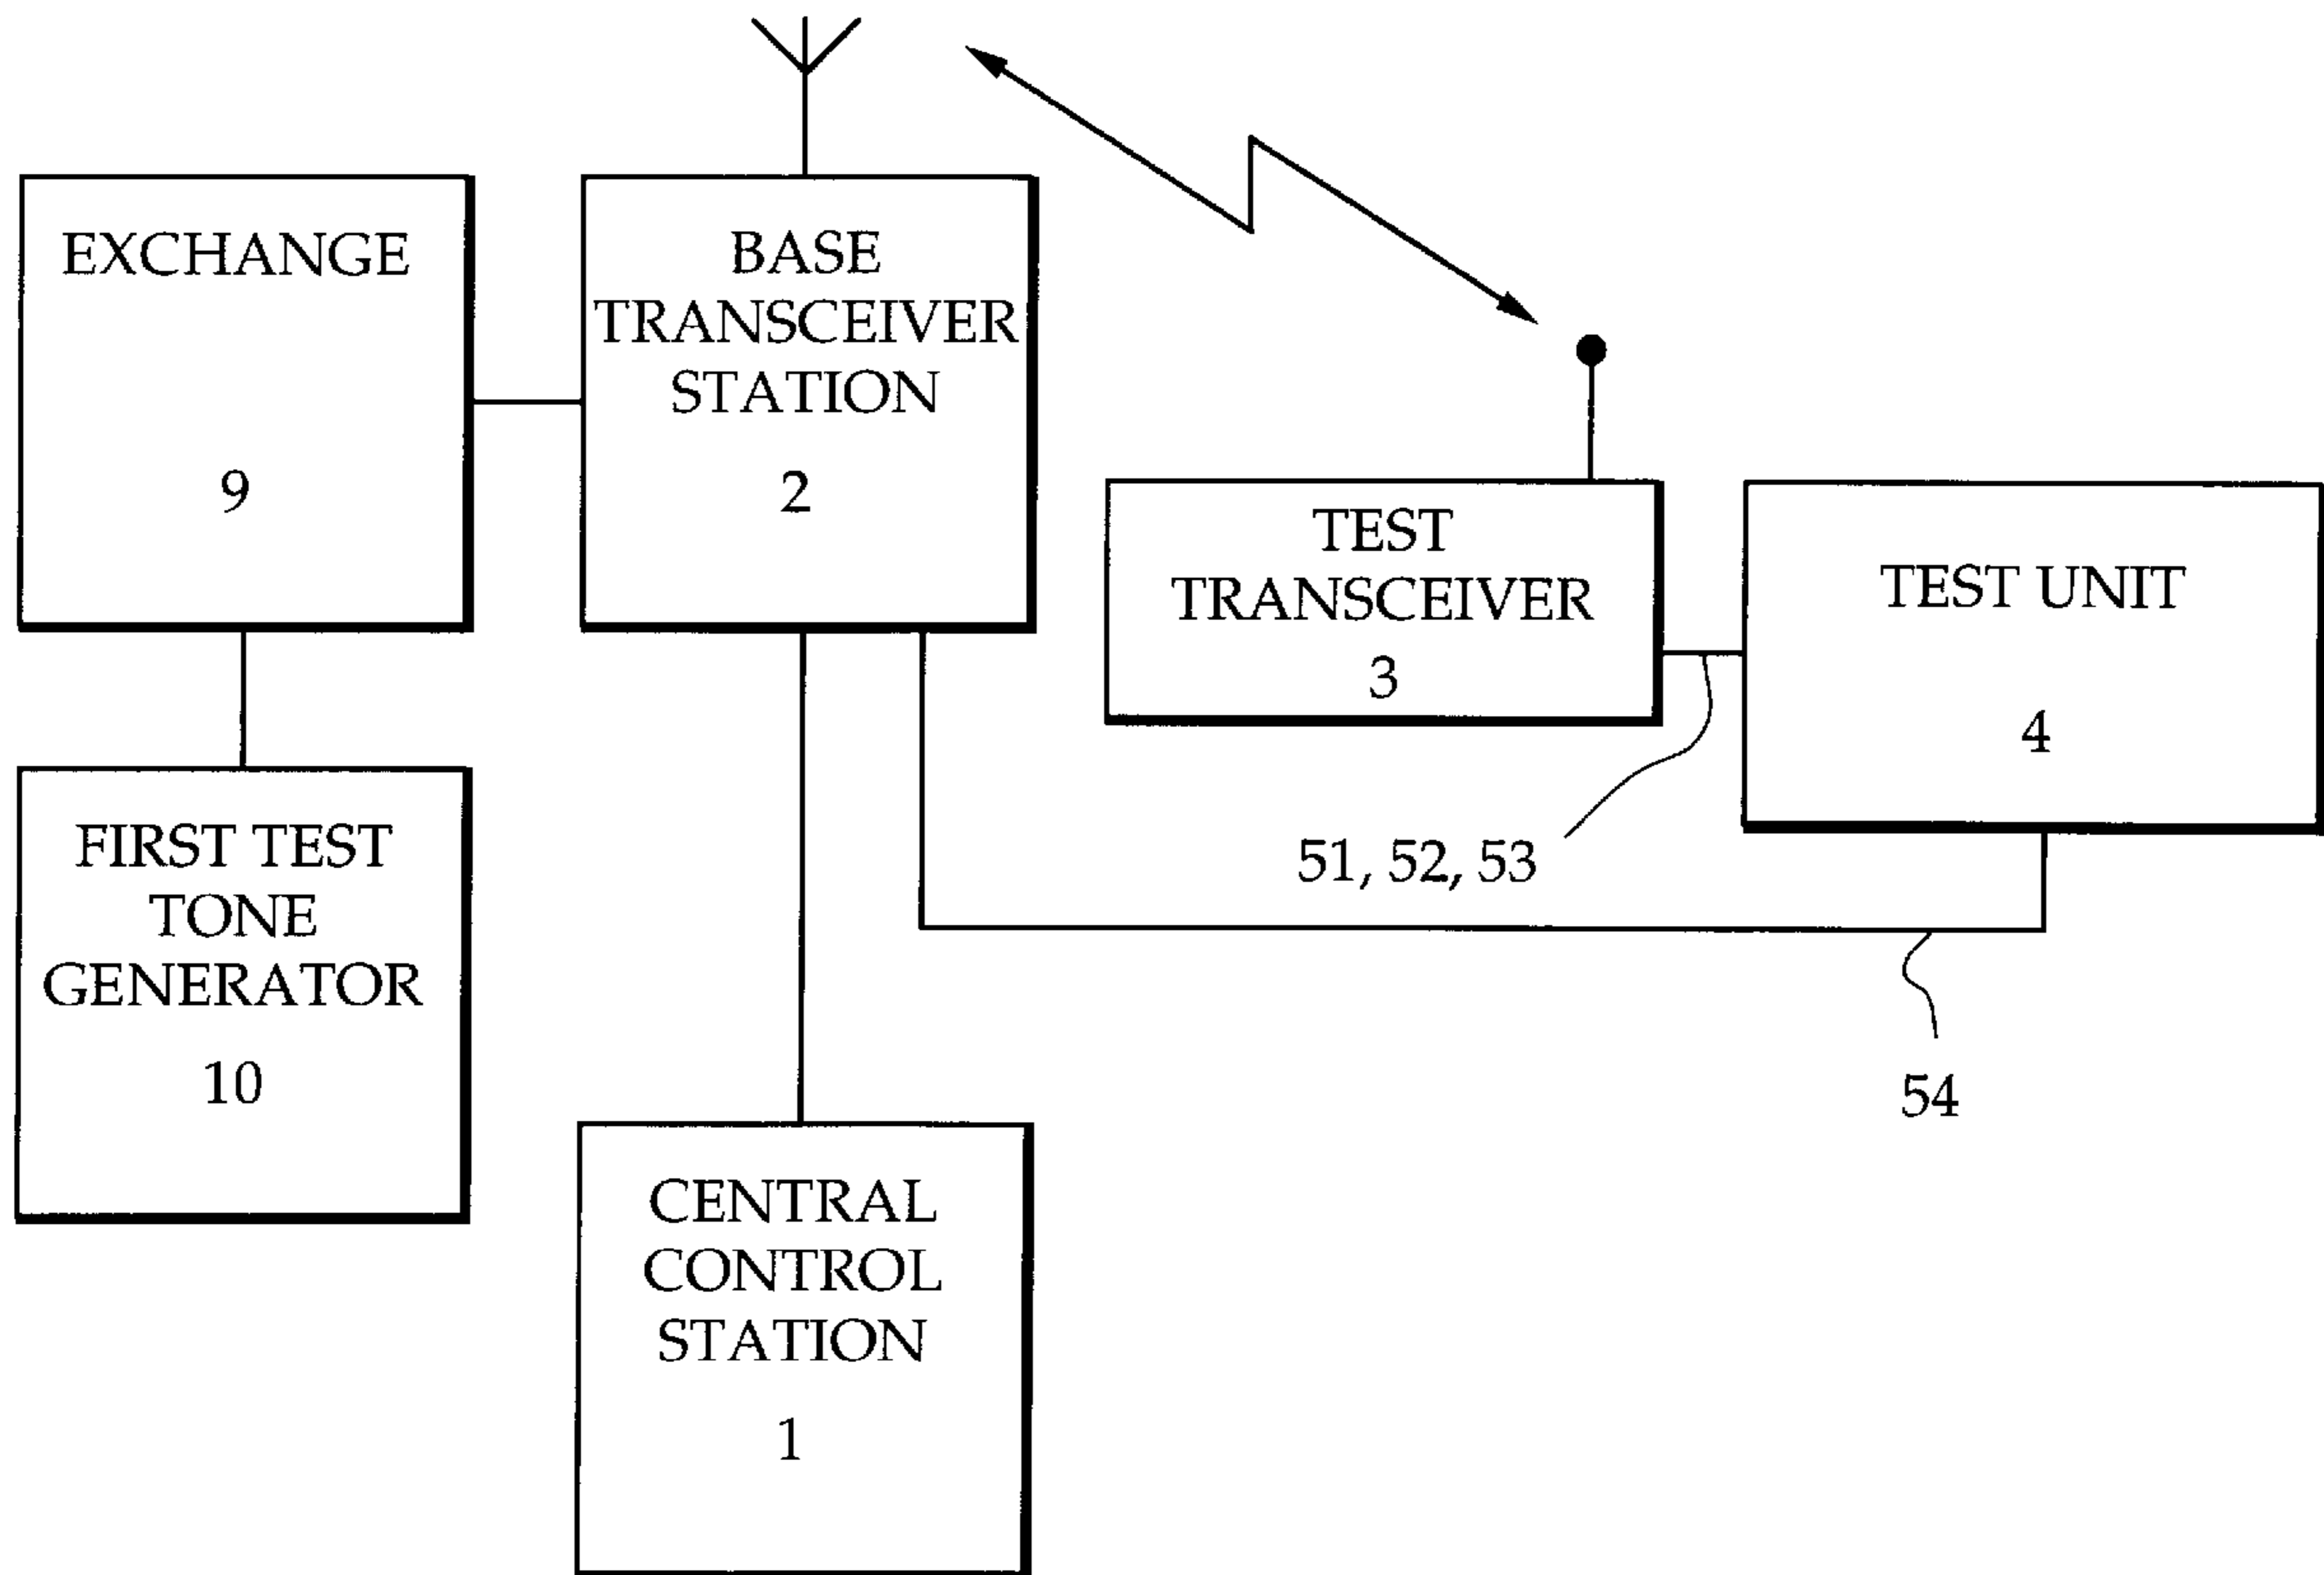 EXCHANGE
9
BASE
TRANSCEIVER
STATION
2
TEST
TRANSCEIVER
3
TEST UNIT
4
51, 52, 53
54
FIRST TEST
TONE
GENERATOR
10
CENTRAL
CONTROL
STATION
1